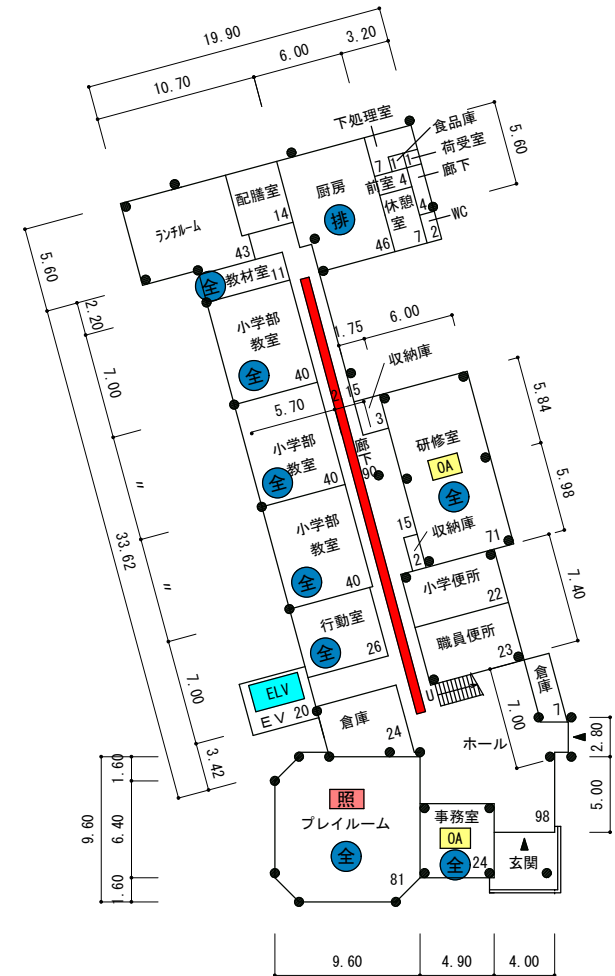 19.90
10.70
6.00
3.20
下処理室
食品庫
荷受室
廊下
5.60
配膳室
14
厨房
排
46
7
1
1
前室 4
休憩室
7
4
2
WC
ランチルーム
43
5.60
全
教材室
11
2.20
小学部
教室
全
40
1.75
6.00
収納庫
7.00
5.70
2.15
3
5.84
小学部
教室
全
40
廊下
90
研修室
OA
全
〃
33.62
5.98
小学部
教室
全
40
15
収納庫
2
71
〃
小学便所
22
7.40
行動室
全
26
職員便所
23
ELV
EV
20
7.00
倉庫
24
U
7.00
倉庫
7
2.80
3.42
ホール
1.60
5.00
9.60
6.40
照
プレイルーム
全
81
事務室
OA
全
24
98
玄関
1.60
9.60
4.90
4.00